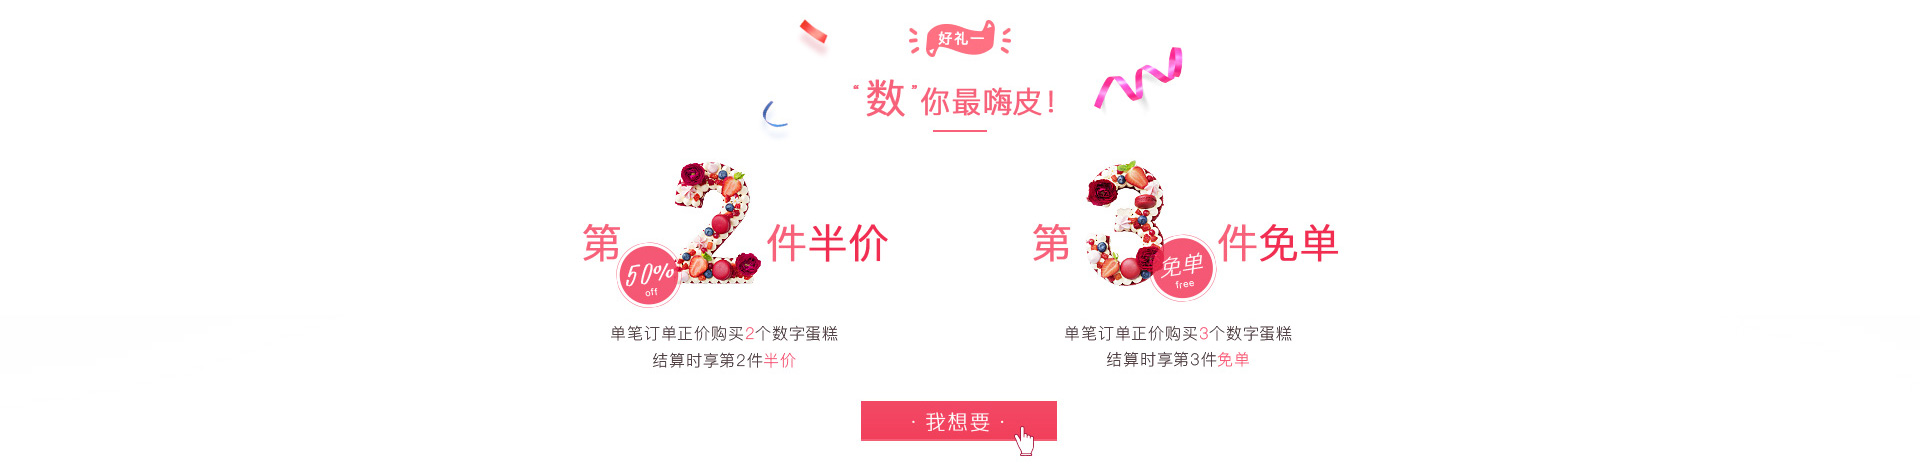 好礼一
“数”你最嗨皮！
第2件半价
50%
off
第3件免单
免单
free
单笔订单正价购买2个数字蛋糕
结算时享第2件半价
单笔订单正价购买3个数字蛋糕
结算时享第3件免单
· 我想要 ·